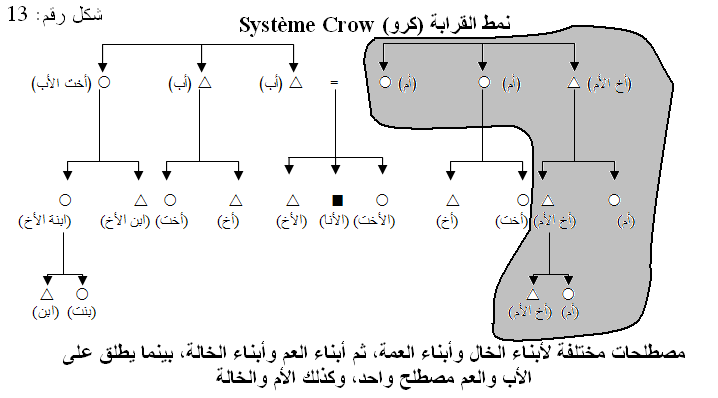 نمط القرابة (كرو) Système Crow
شكل رقم: 13
(أخ الأم) (أم) (أم) = (أب) (أب) (أخت الأب)
(أم) (أخ الأم) (أخت) (أخ) (الأخت) (الأنا) (الأخ) (أخ) (أخت) (ابن الأخ) (ابنة الأخ)
(أم) (أخ الأم) (بنت) (ابن)
مصطلحات مختلفة لأبناء الخال وأبناء العمة، ثم أبناء العم وأبناء الخالة، بينما يطلق على
الأب والعم مصطلح واحد، وكذلك الأم والخالة